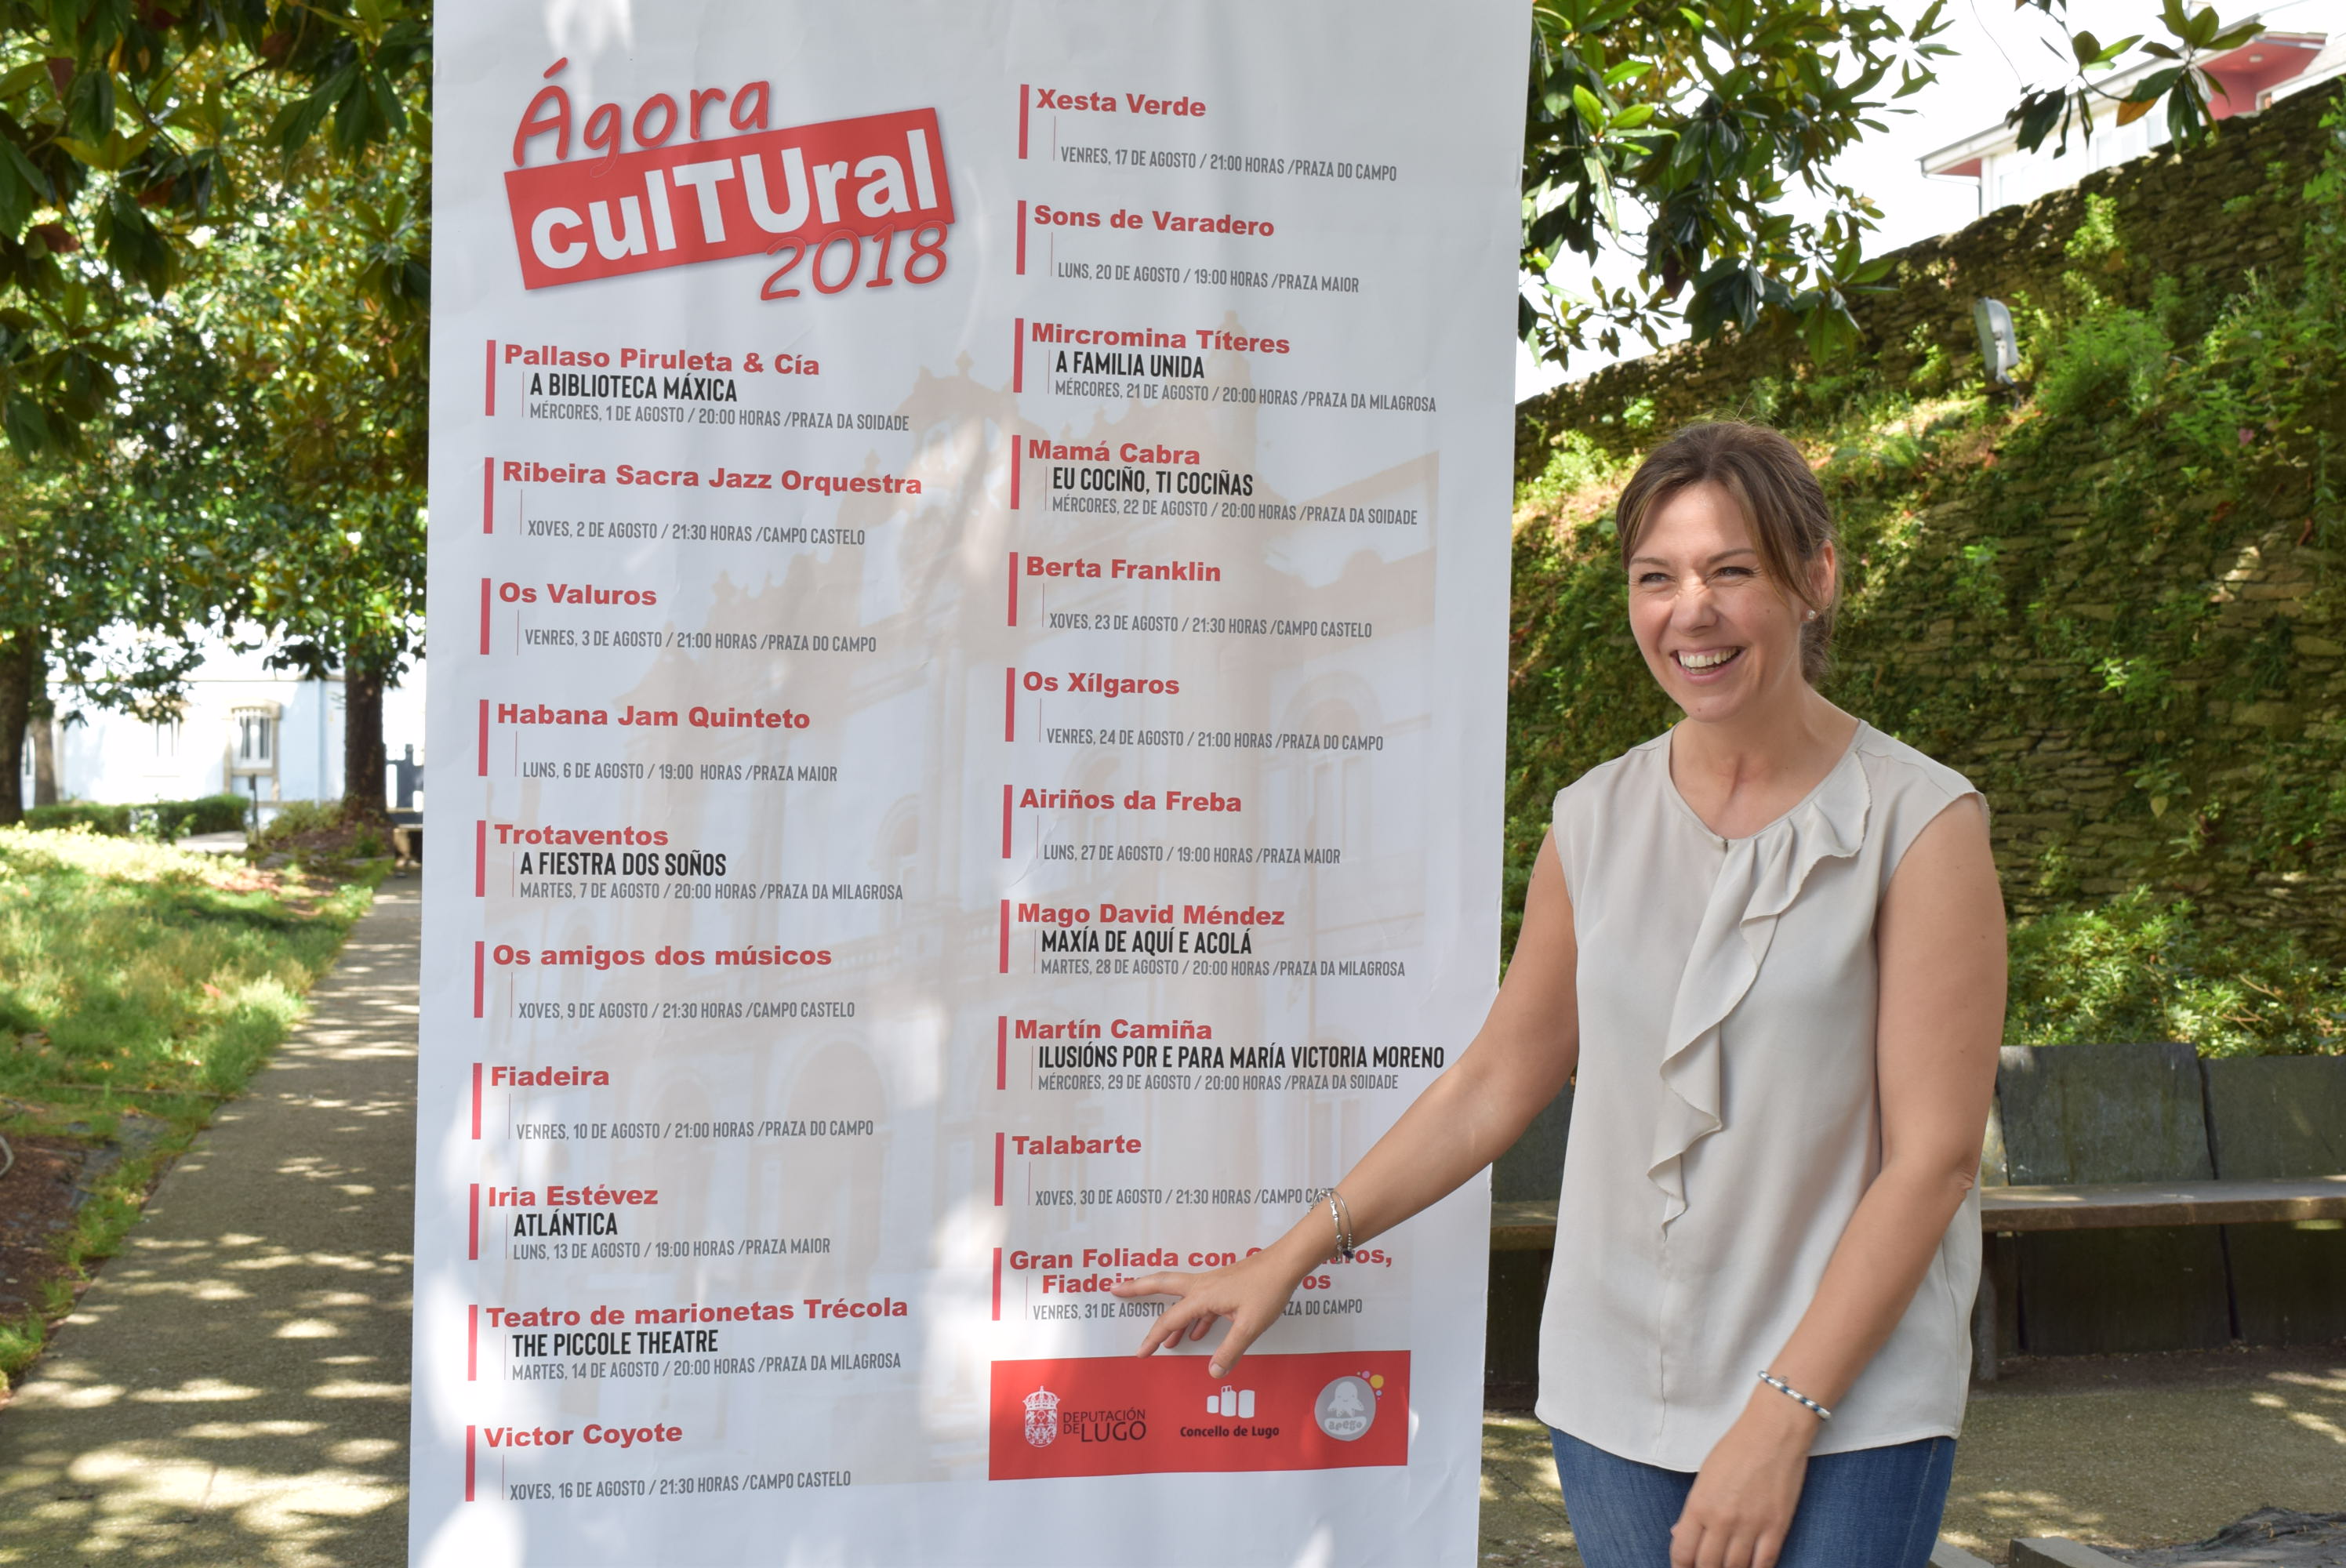 Ágora
culTUral
2018
Pallaso Piruleta & Cía
A BIBLIOTECA MÁXICA
MÉRCORES, 1 DE AGOSTO / 20:00 HORAS /PRAZA DA SOIDADE
Ribeira Sacra Jazz Orquestra
XOVES, 2 DE AGOSTO / 21:30 HORAS /CAMPO CASTELO
Os Valuros
VENRES, 3 DE AGOSTO / 21:00 HORAS /PRAZA DO CAMPO
Habana Jam Quinteto
LUNS, 6 DE AGOSTO / 19:00 HORAS /PRAZA MAIOR
Trotaventos
A FIESTRA DOS SOÑOS
MARTES, 7 DE AGOSTO / 20:00 HORAS /PRAZA DA MILAGROSA
Os amigos dos músicos
XOVES, 9 DE AGOSTO / 21:30 HORAS /CAMPO CASTELO
Fiadeira
VENRES, 10 DE AGOSTO / 21:00 HORAS /PRAZA DO CAMPO
Iria Estévez
ATLÁNTICA
LUNS, 13 DE AGOSTO / 19:00 HORAS /PRAZA MAIOR
Teatro de marionetas Trécola
THE PICCOLE THEATRE
MARTES, 14 DE AGOSTO / 20:00 HORAS /PRAZA DA MILAGROSA
Victor Coyote
XOVES, 16 DE AGOSTO / 21:30 HORAS /CAMPO CASTELO
Xesta Verde
VENRES, 17 DE AGOSTO / 21:00 HORAS /PRAZA DO CAMPO
Sons de Varadero
LUNS, 20 DE AGOSTO / 19:00 HORAS /PRAZA MAIOR
Mircromina Títeres
A FAMILIA UNIDA
MÉRCORES, 21 DE AGOSTO / 20:00 HORAS /PRAZA DA MILAGROSA
Mamá Cabra
EU COCIÑO, TI COCIÑAS
MÉRCORES, 22 DE AGOSTO / 20:00 HORAS /PRAZA DA SOIDADE
Berta Franklin
XOVES, 23 DE AGOSTO / 21:30 HORAS /CAMPO CASTELO
Os Xílgaros
VENRES, 24 DE AGOSTO / 21:00 HORAS /PRAZA DO CAMPO
Airiños da Freba
LUNS, 27 DE AGOSTO / 19:00 HORAS /PRAZA MAIOR
Mago David Méndez
MAXÍA DE AQUÍ E ACOLÁ
MARTES, 28 DE AGOSTO / 20:00 HORAS /PRAZA DA MILAGROSA
Martín Camiña
ILUSIÓNS POR E PARA MARÍA VICTORIA MORENO
MÉRCORES, 29 DE AGOSTO / 20:00 HORAS /PRAZA DA SOIDADE
Talabarte
XOVES, 30 DE AGOSTO / 21:30 HORAS /CAMPO
Gran Foliada con
VENRES, 31 DE AGOSTO DO CAMPO
DEPUTACIÓN
DE LUGO
Concello de Lugo
apego